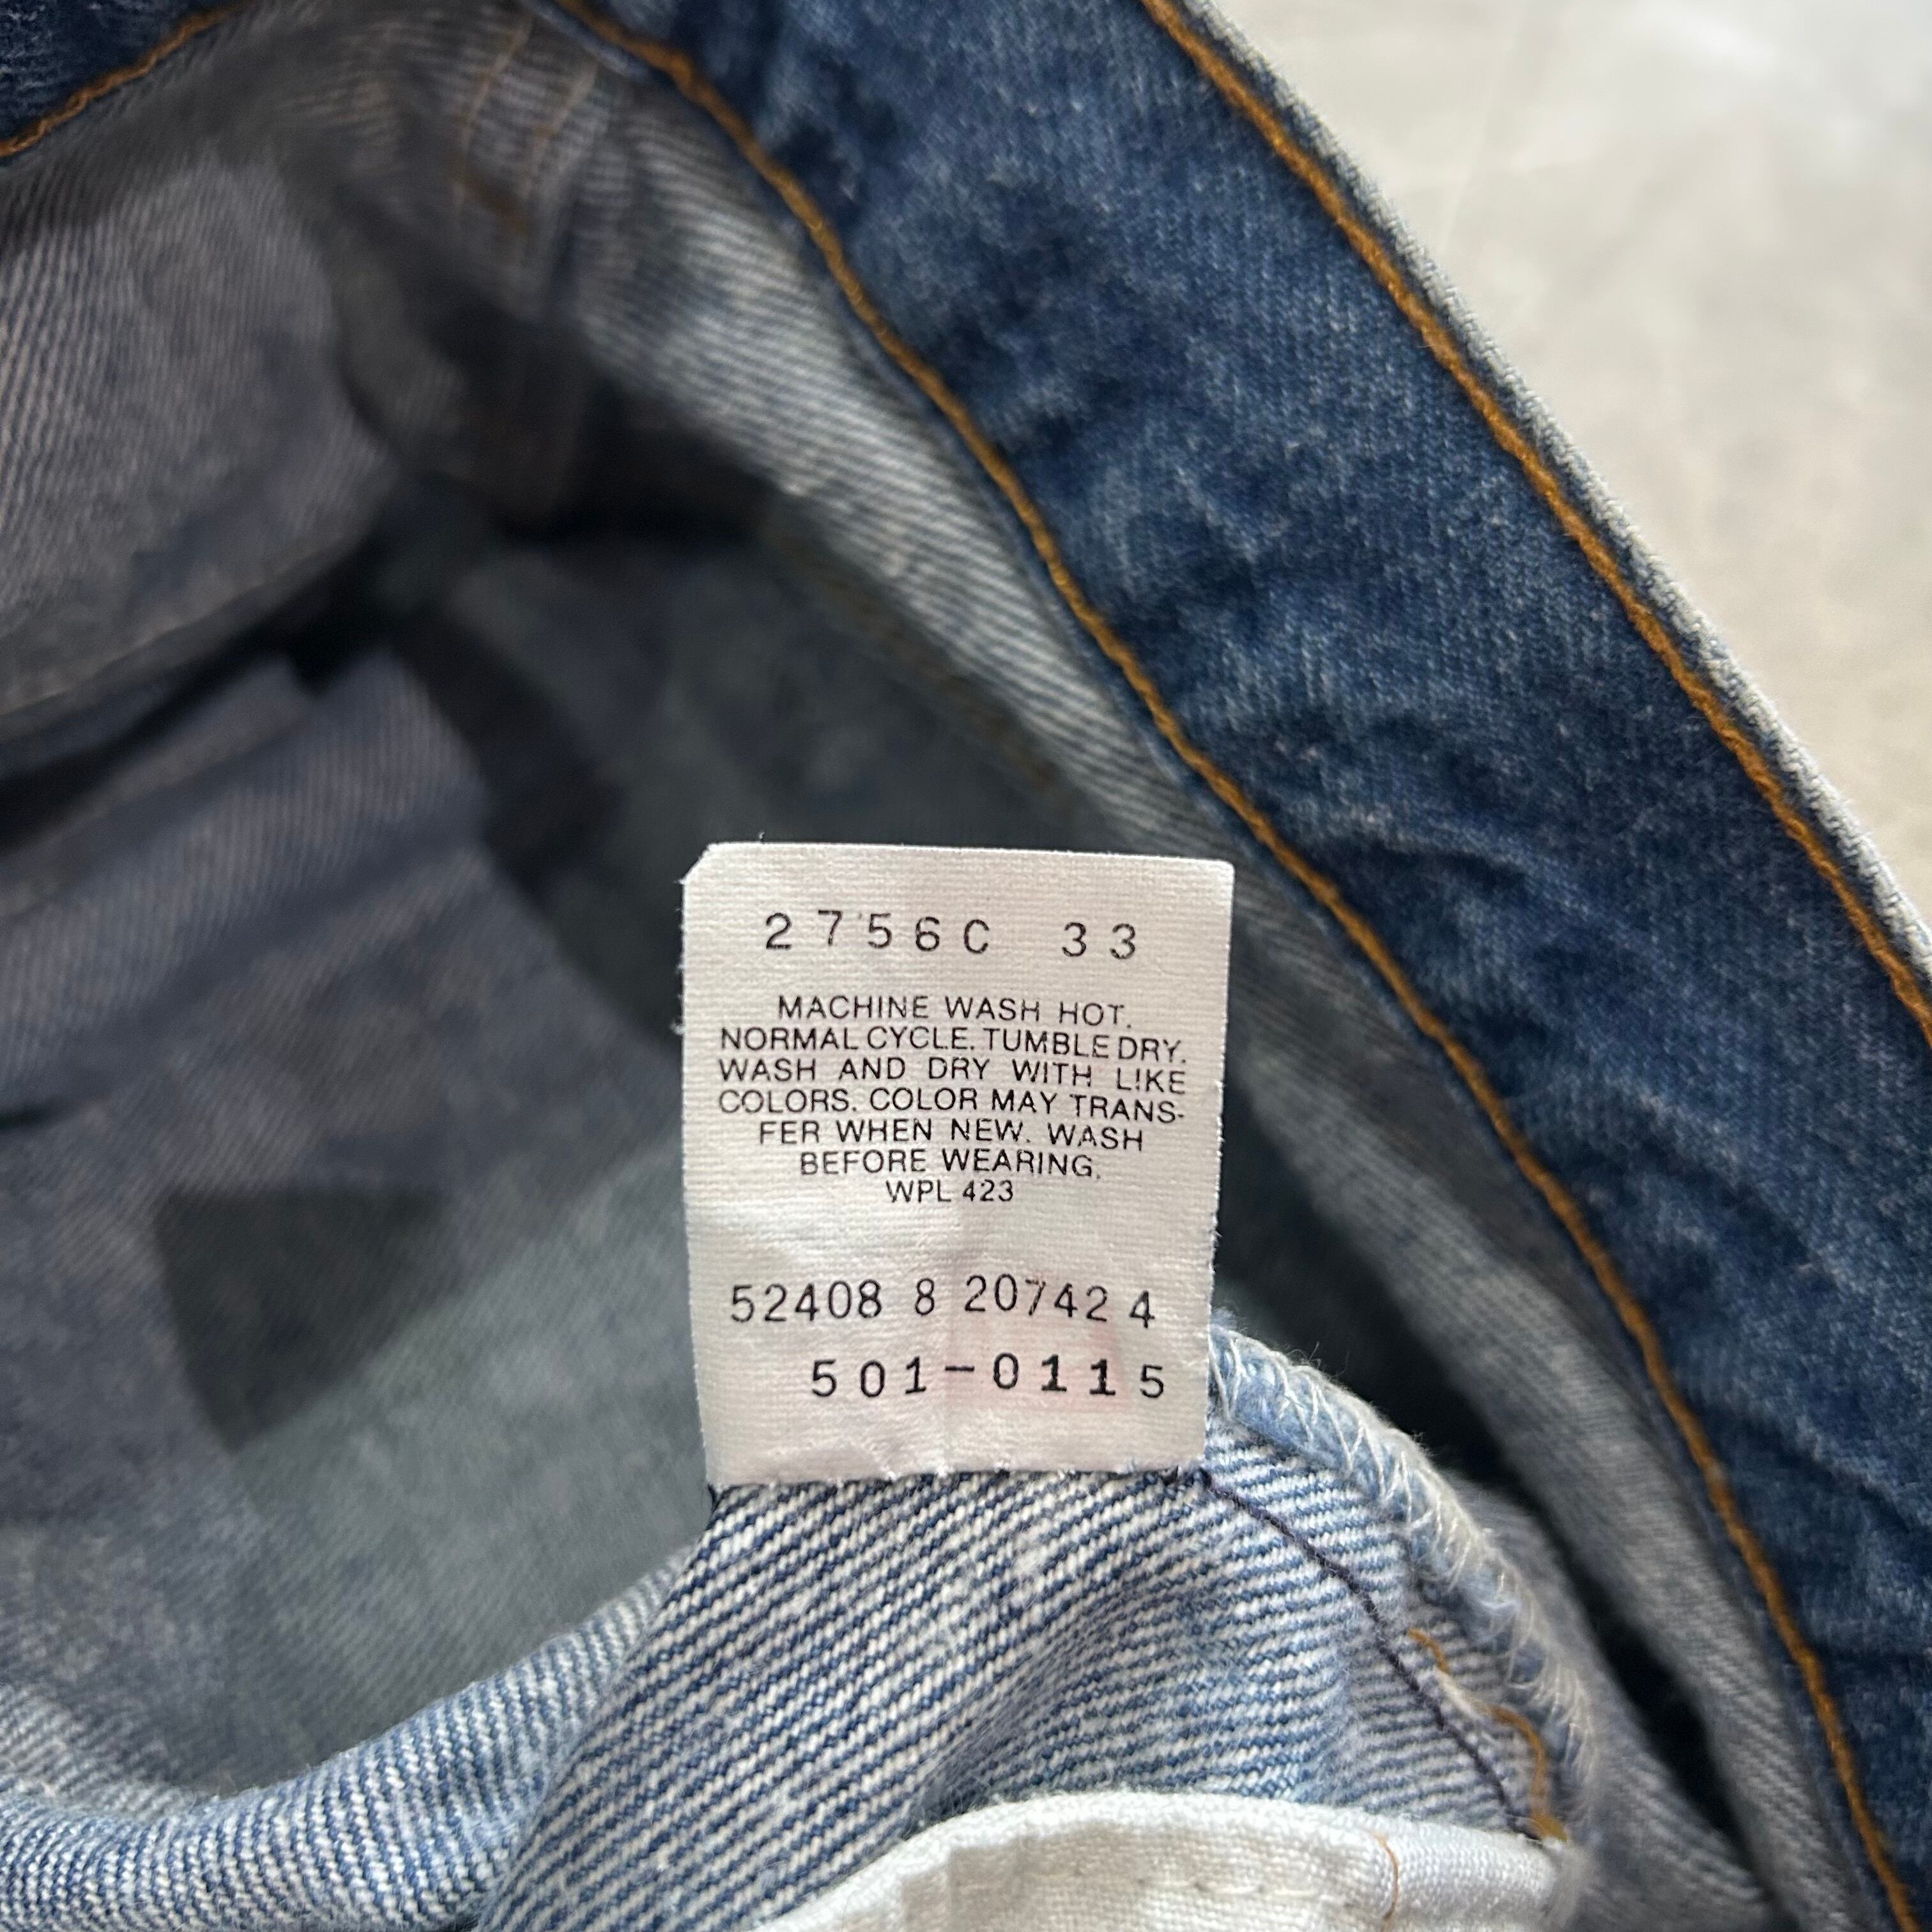 2756C 33
MACHINE WASH HOT.
NORMAL CYCLE. TUMBLE DRY.
WASH AND DRY WITH LIKE
COLORS. COLOR MAY TRANS-
FER WHEN NEW. WASH
BEFORE WEARING.
WPL 423
52408 8 20742 4
501-0115